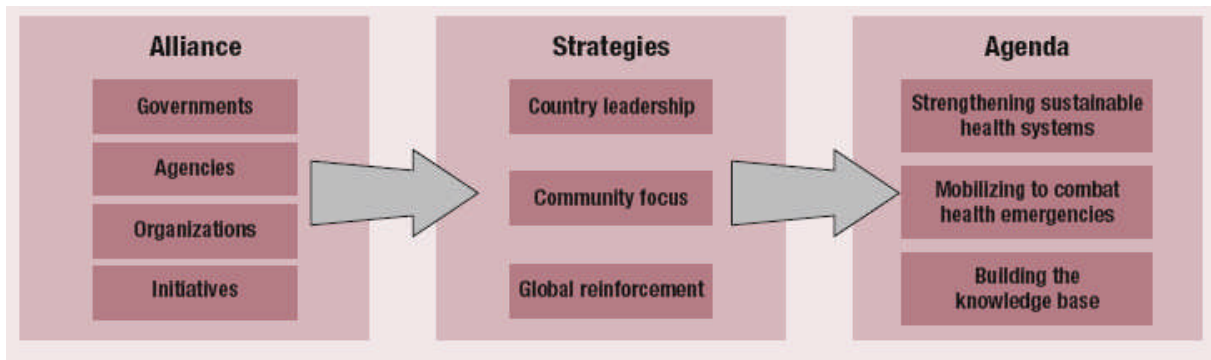 Alliance
Governments
Agencies
Organizations
Initiatives
Strategies
Country leadership
Community focus
Global reinforcement
Agenda
Strengthening sustainable
health systems
Mobilizing to combat
health emergencies
Building the
knowledge base